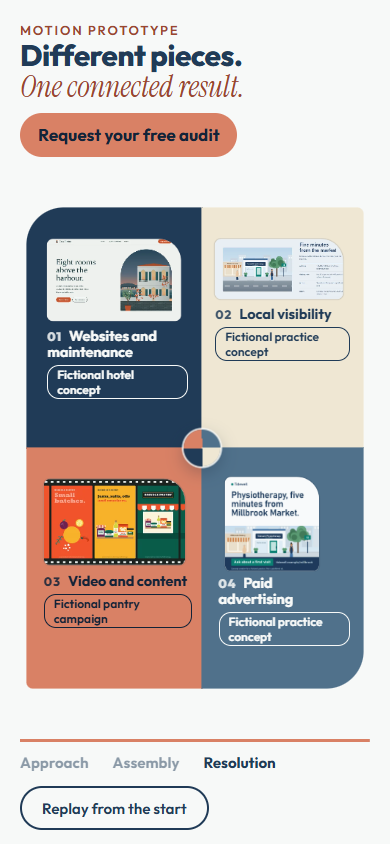 MOTION PROTOTYPE
Different pieces.
One connected result.
Request your free audit
Eight rooms
above the
harbour.
Five minutes
from the market
01 Websites and
maintenance
Fictional hotel
concept
02 Local visibility
Fictional practice
concept
Small
batches.
Physiotherapy, five
minutes from
Millbrook Market.
03 Video and content
Fictional pantry
campaign
04 Paid
advertising
Fictional practice
concept
Approach Assembly Resolution
Replay from the start